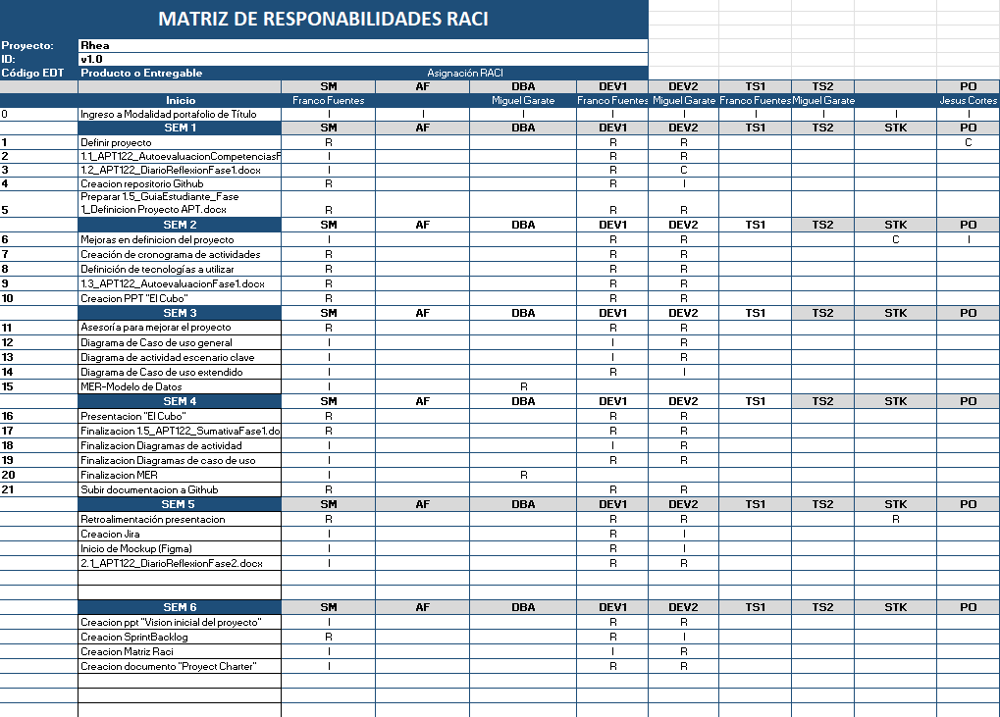 MATRIZ DE RESPONABILIDADES RACI
Proyecto: Rhea
ID: v1.0
Código EDT Producto o Entregable Asignación RACI
SM AF DBA DEV1 DEV2 TS1 TS2 PO
Inicio Franco Fuentes Miguel Garate Franco Fuentes Miguel Garate Franco Fuentes Miguel Garate Jesus Cortes
0 Ingreso a Modalidad portafolio de Título I I I I I I I I I
SEM 1 SM AF DBA DEV1 DEV2 TS1 TS2 STK PO
1 Definir proyecto R R R C
2 1.1_APT122_AutoevaluacionCompetenciasF I R R
3 1.2_APT122_DiarioReflexionFase1.docx I R C
4 Creacion repositorio Github R R I
Preparar 1.5_GuiaEstudiante_Fase
5 1_Definicion Proyecto APT.docx R R R
SEM 2 SM AF DBA DEV1 DEV2 TS1 TS2 STK PO
6 Mejoras en definicion del proyecto I R R C I
7 Creación de cronograma de actividades R R R
8 Definición de tecnologías a utilizar R R R
9 1.3_APT122_AutoevaluacionFase1.docx R R R
10 Creacion PPT "El Cubo" R R R
SEM 3 SM AF DBA DEV1 DEV2 TS1 TS2 STK PO
11 Asesoría para mejorar el proyecto R R R
12 Diagrama de Caso de uso general I I R
13 Diagrama de actividad escenario clave I I R
14 Diagrama de Caso de uso extendido I R I
15 MER-Modelo de Datos I R
SEM 4 SM AF DBA DEV1 DEV2 TS1 TS2 STK PO
16 Presentacion "El Cubo" R R R
17 Finalizacion 1.5_APT122_SumativaFase1.do R R R
18 Finalizacion Diagramas de actividad I I R
19 Finalizacion Diagramas de caso de uso I R R
20 Finalizacion MER I R
21 Subir documentacion a Github R R R
SEM 5 SM AF DBA DEV1 DEV2 TS1 TS2 STK PO
Retroalimentación presentacion R R R R
Creacion Jira I R I
Inicio de Mockup (Figma) I R I
2.1_APT122_DiarioReflexionFase2.docx I R R
SEM 6 SM AF DBA DEV1 DEV2 TS1 TS2 STK PO
Creacion ppt "Vision inicial del proyecto" I R R
Creacion SprintBacklog R R I
Creacion Matriz Raci I I R
Creacion documento "Proyect Charter" I R R